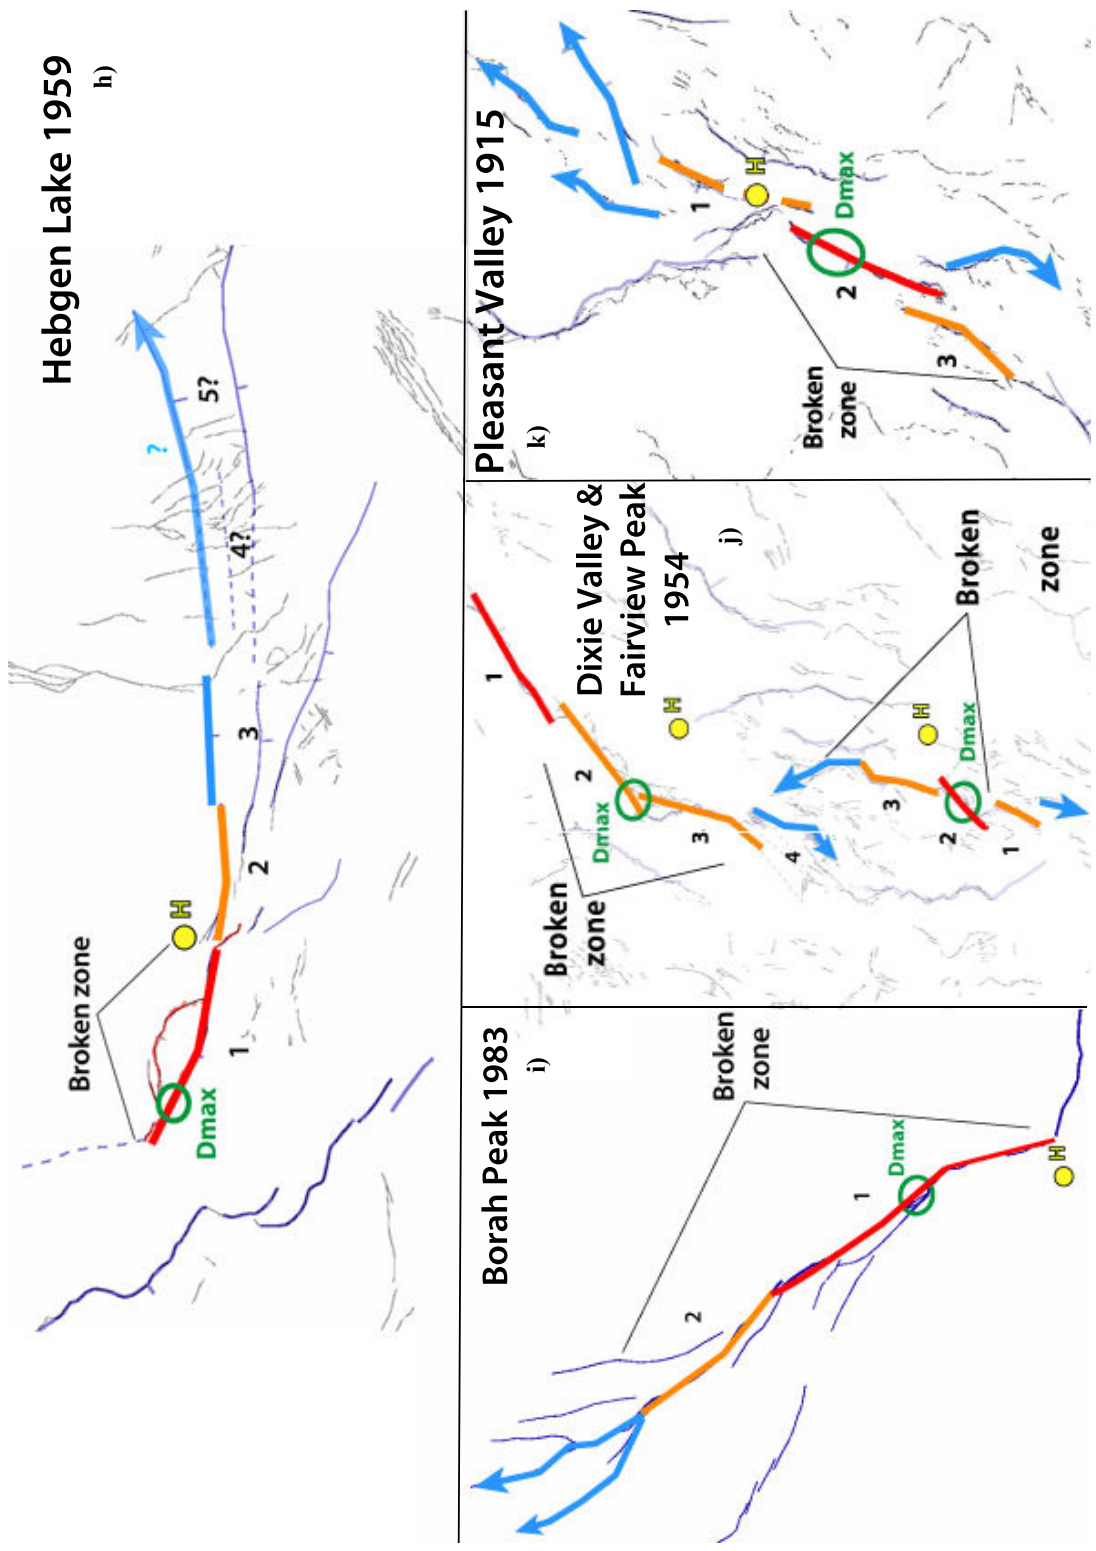 Hebgen Lake 1959
h)
Broken zone
H
Dmax
1
2
3
4?
5?
?
Borah Peak 1983
i)
Broken
zone
Dmax
1
2
H
Dixie Valley &
Fairview Peak
1954
j)
1
2
Dmax
3
4
H
Broken
zone
3
2
1
Dmax
H
Broken
zone
Pleasant Valley 1915
k)
1
H
Dmax
2
3
Broken
zone